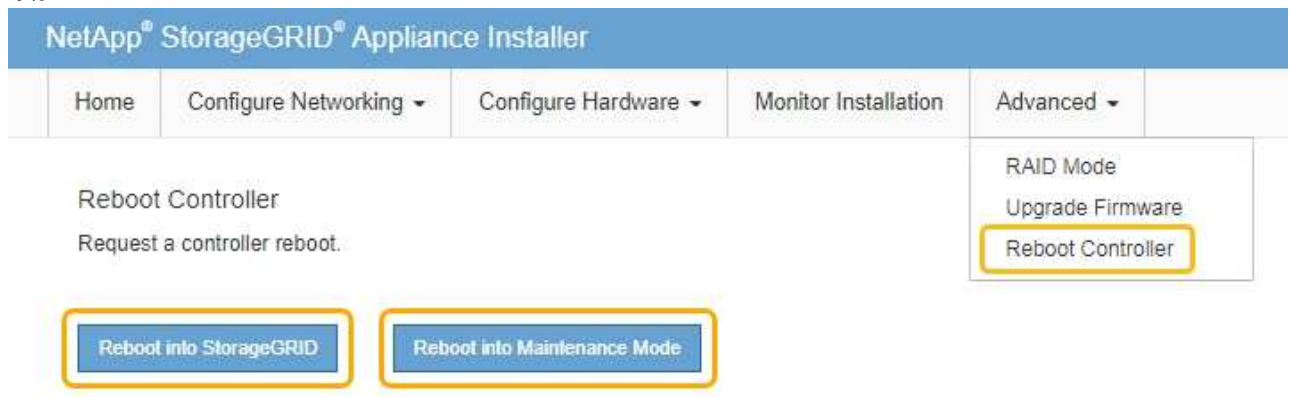 NetApp® StorageGRID® Appliance Installer
Home Configure Networking Configure Hardware Monitor Installation Advanced
RAID Mode
Upgrade Firmware
Reboot Controller
Reboot Controller
Request a controller reboot.
Reboot into StorageGRID Reboot into Maintenance Mode